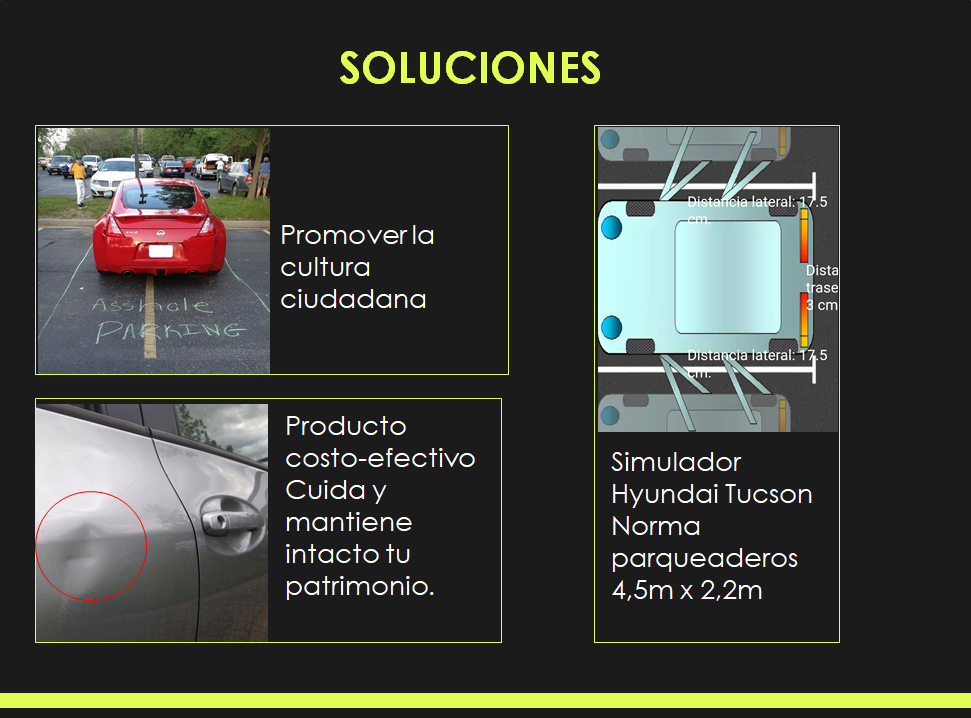 SOLUCIONES
Promover la
cultura
ciudadana
Asshole
PARKING
Producto
costo-efectivo
Cuida y
mantiene
intacto tu
patrimonio.
Distancia lateral: 17.5
cm.
Dista
trase
3 cm
Distancia lateral: 17.5
cm.
Simulador
Hyundai Tucson
Norma
parqueaderos
4,5m x 2,2m